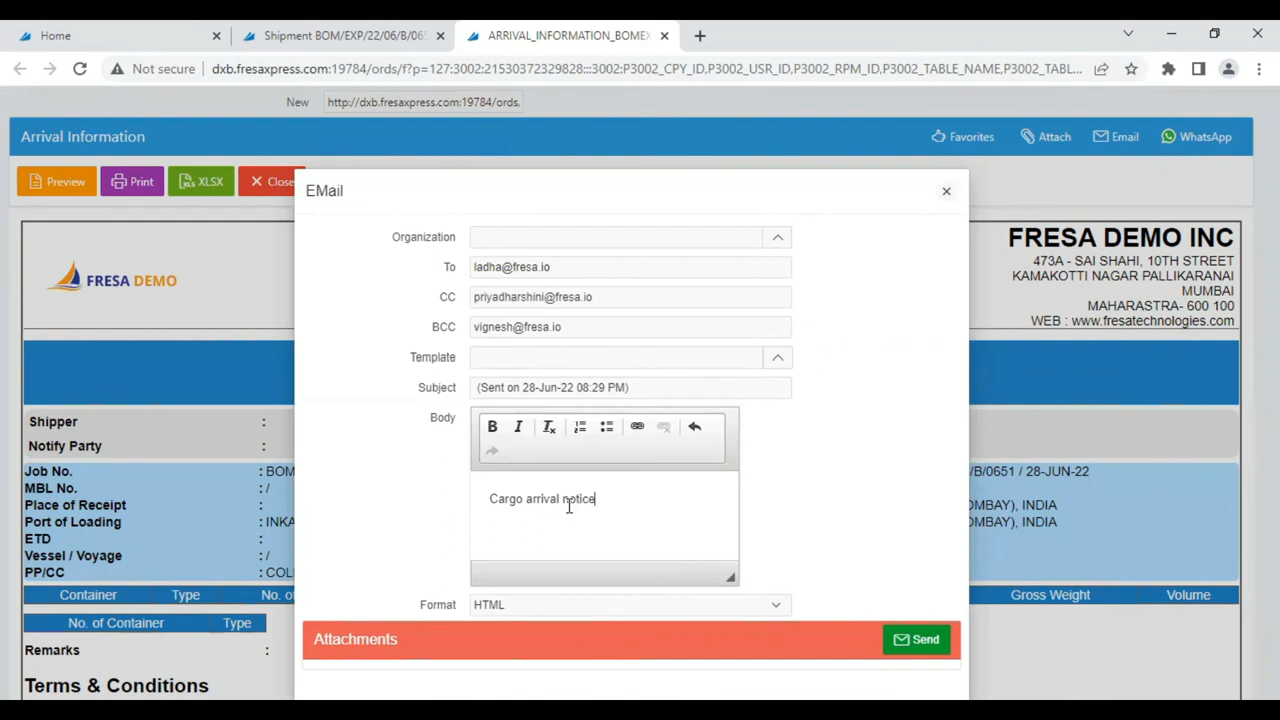 Home
Shipment BOM/EXP/22/06/B/065
ARRIVAL_INFORMATION_BOMEX
Not secure
dxb.fresaxpress.com:19784/ords/f?p=127:3002:21530372329828:::3002:P3002_CPY_ID,P3002_USR_ID,P3002_RPM_ID,P3002_TABLE_NAME,P3002_TABL...
New http://dxb.fresaxpress.com:19784/ords,
Arrival Information
Favorites
Attach
Email
WhatsApp
Preview
Print
XLS XLSX
Close
EMail
Organization
To ladha@fresa.io
CC priyadharshini@fresa.io
BCC vignesh@fresa.io
Template
Subject (Sent on 28-Jun-22 08:29 PM)
Body
B I Tx
Cargo arrival notice
Format HTML
Attachments
Send
FRESA DEMO
FRESA DEMO INC
473A - SAI SHAHI, 10TH STREET
KAMAKOTTI NAGAR PALLIKARANAI
MUMBAI
MAHARASTRA- 600 100
WEB : www.fresatechnologies.com
Shipper :
Notify Party :
Job No. : BOM
/B/0651 / 28-JUN-22
MBL No. : /
Place of Receipt :
MBAY), INDIA
Port of Loading : INKA
MBAY), INDIA
ETD :
Vessel / Voyage : /
PP/CC : COL
Container Type No. of
Gross Weight Volume
No. of Container Type
Remarks :
Terms & Conditions